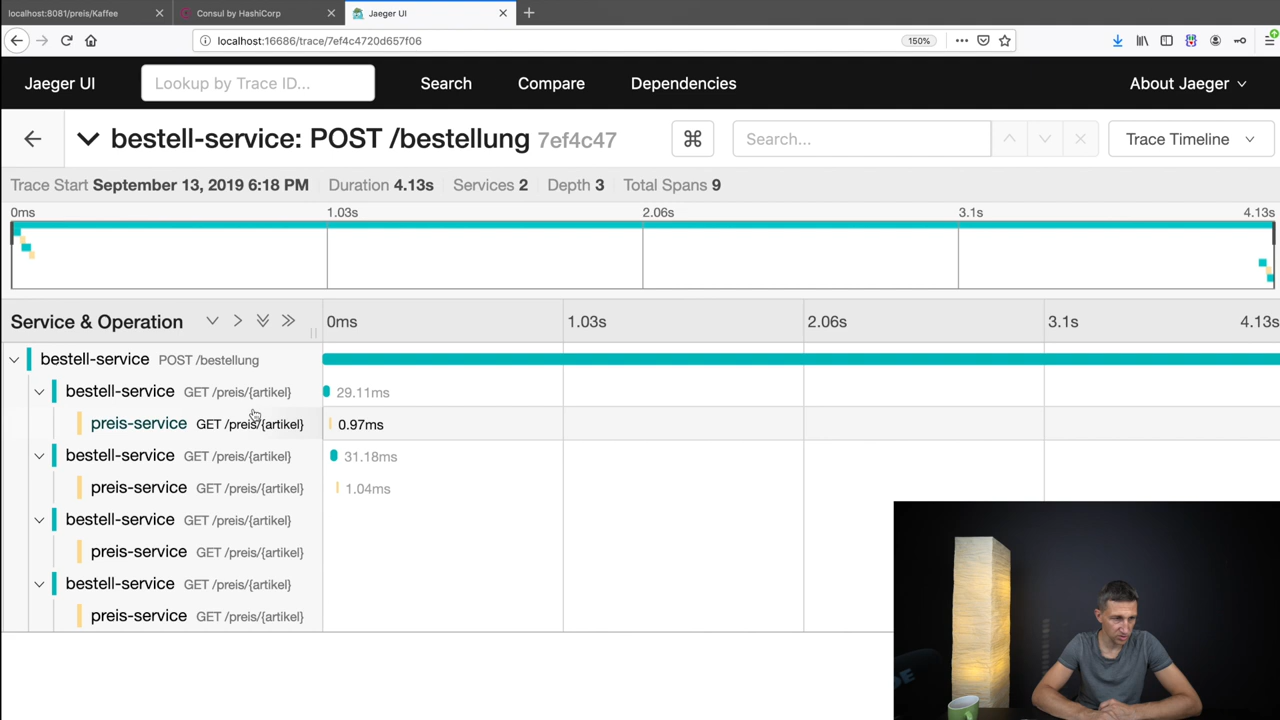 localhost:8081/preis/Kaffee
Consul by HashiCorp
Jaeger UI
localhost:16686/trace/7ef4c4720d657f06
150%
Jaeger UI
Lookup by Trace ID...
Search
Compare
Dependencies
About Jaeger
bestell-service: POST /bestellung 7ef4c47
Search...
Trace Timeline
Trace Start September 13, 2019 6:18 PM Duration 4.13s Services 2 Depth 3 Total Spans 9
0ms 1.03s 2.06s 3.1s 4.13s
Service & Operation
0ms 1.03s 2.06s 3.1s 4.13s
bestell-service POST /bestellung
bestell-service GET /preis/{artikel} 29.11ms
preis-service GET /preis/{artikel} 0.97ms
bestell-service GET /preis/{artikel} 31.18ms
preis-service GET /preis/{artikel} 1.04ms
bestell-service GET /preis/{artikel}
preis-service GET /preis/{artikel}
bestell-service GET /preis/{artikel}
preis-service GET /preis/{artikel}